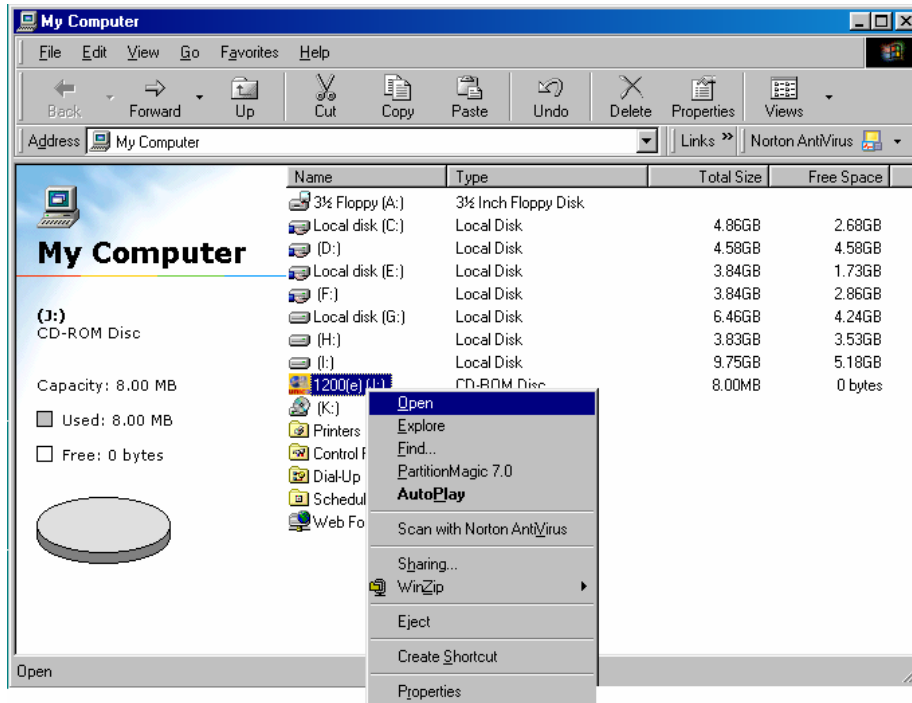 My Computer
File Edit View Go Favorites Help
Back Forward Up Cut Copy Paste Undo Delete Properties Views
Address My Computer Links » Norton AntiVirus
My Computer
(J:)
CD-ROM Disc
Capacity: 8.00 MB
Used: 8.00 MB
Free: 0 bytes
Name Type Total Size Free Space
3½ Floppy (A:) 3½ Inch Floppy Disk
Local disk (C:) Local Disk 4.86GB 2.68GB
(D:) Local Disk 4.58GB 4.58GB
Local disk (E:) Local Disk 3.84GB 1.73GB
(F:) Local Disk 3.84GB 2.86GB
Local disk (G:) Local Disk 6.46GB 4.24GB
(H:) Local Disk 3.83GB 3.53GB
(I:) Local Disk 9.75GB 5.18GB
1200(e) (J:) CD-ROM Disc 8.00MB 0 bytes
(K:)
Printers
Control
Dial-Up
Schedul
Web Fo
Open
Explore
Find...
PartitionMagic 7.0
AutoPlay
Scan with Norton AntiVirus
Sharing...
WinZip
Eject
Create Shortcut
Properties
Open